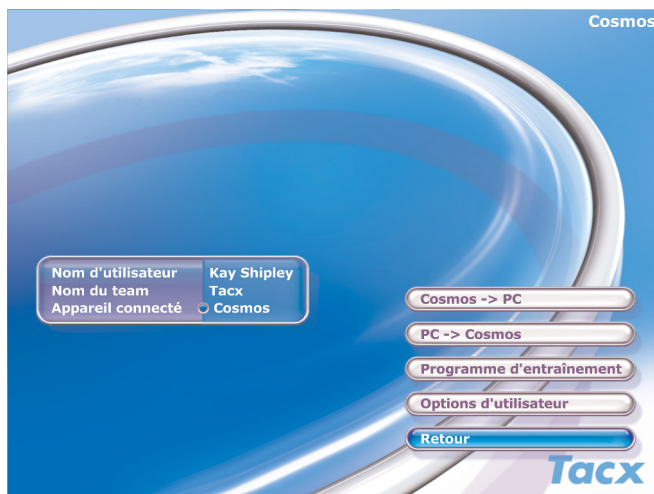 Cosmos
Nom d'utilisateur Kay Shipley
Nom du team Tacx
Appareil connecté Cosmos
Cosmos -> PC
PC -> Cosmos
Programme d'entraînement
Options d'utilisateur
Retour
Tacx